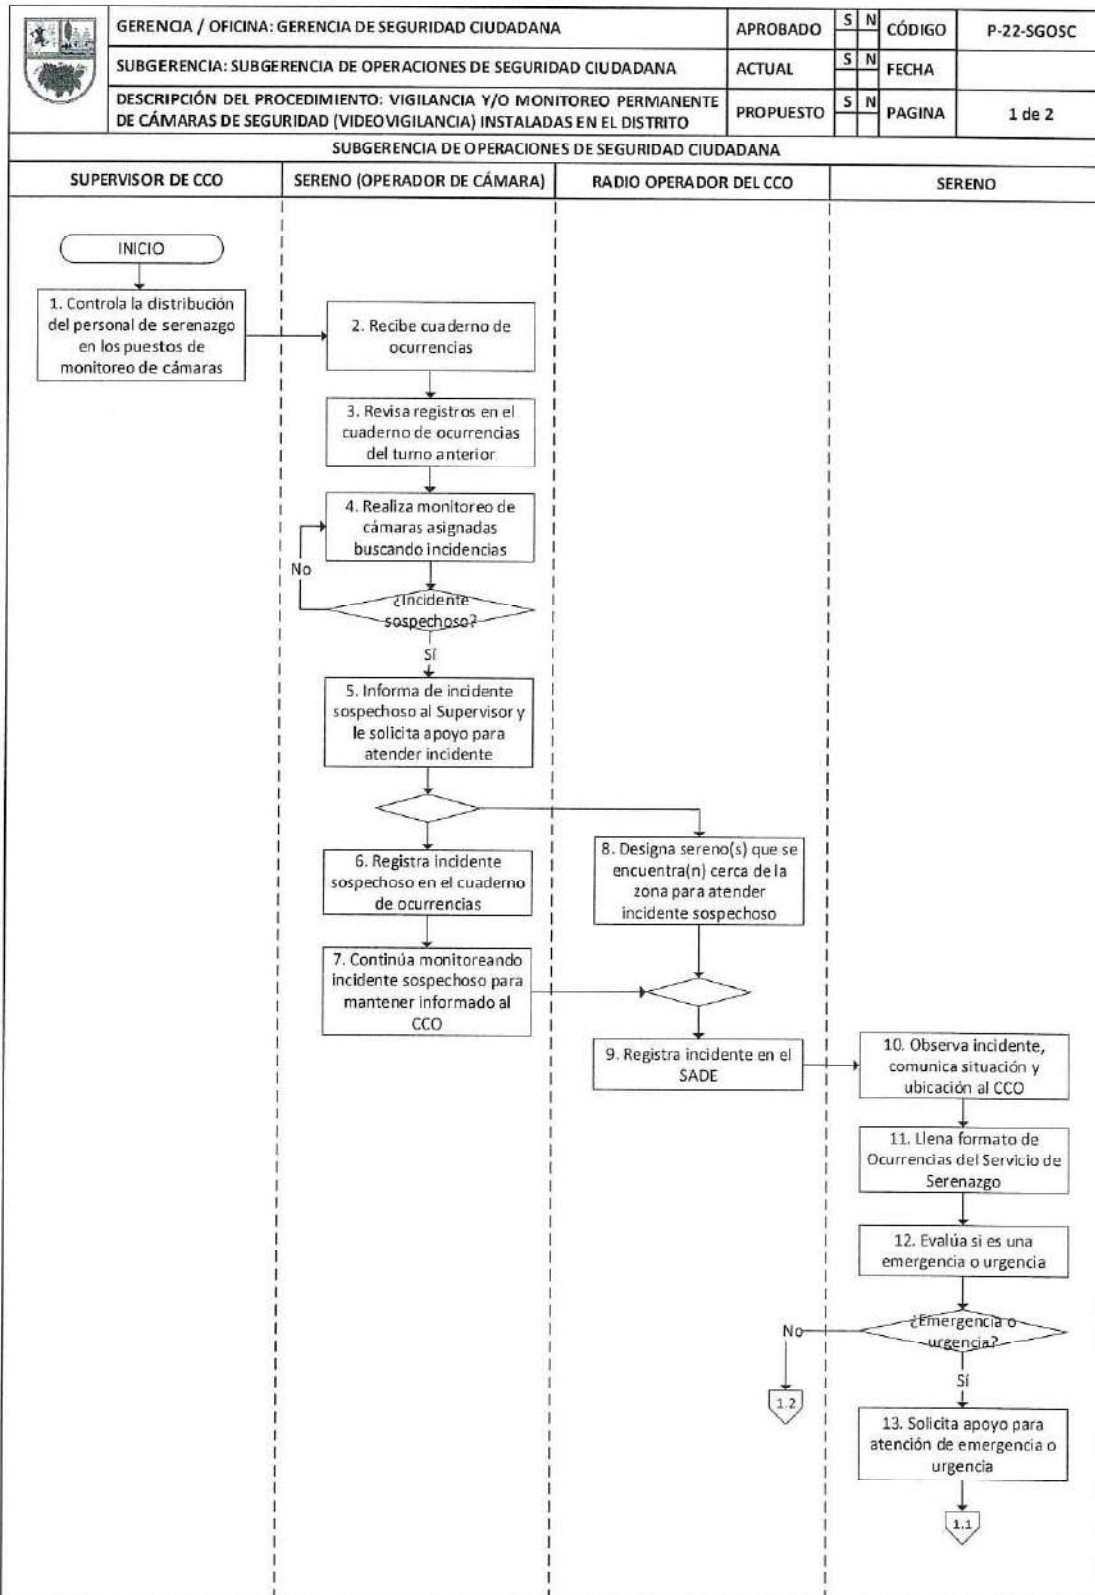 GERENCIA / OFICINA: GERENCIA DE SEGURIDAD CIUDADANA
APROBADO
S N
CÓDIGO
P-22-SGOSC
SUBGERENCIA: SUBGERENCIA DE OPERACIONES DE SEGURIDAD CIUDADANA
ACTUAL
S N
FECHA
DESCRIPCIÓN DEL PROCEDIMIENTO: VIGILANCIA Y/O MONITOREO PERMANENTE
DE CÁMARAS DE SEGURIDAD (VIDEOVIGILANCIA) INSTALADAS EN EL DISTRITO
PROPUESTO
S N
PAGINA
1 de 2
SUBGERENCIA DE OPERACIONES DE SEGURIDAD CIUDADANA
SUPERVISOR DE CCO
SERENO (OPERADOR DE CÁMARA)
RADIO OPERADOR DEL CCO
SERENO
INICIO
1. Controla la distribución
del personal de serenazgo
en los puestos de
monitoreo de cámaras
2. Recibe cuaderno de
ocurrencias
3. Revisa registros en el
cuaderno de ocurrencias
del turno anterior
4. Realiza monitoreo de
cámaras asignadas
buscando incidencias
No
¿Incidente
sospechoso?
Sí
5. Informa de incidente
sospechoso al Supervisor y
le solicita apoyo para
atender incidente
6. Registra incidente
sospechoso en el cuaderno
de ocurrencias
7. Continúa monitoreando
incidente sospechoso para
mantener informado al
CCO
8. Designa sereno(s) que se
encuentra(n) cerca de la
zona para atender
incidente sospechoso
9. Registra incidente en el
SADE
10. Observa incidente,
comunica situación y
ubicación al CCO
11. Llena formato de
Ocurrencias del Servicio de
Serenazgo
12. Evalúa si es una
emergencia o urgencia
¿Emergencia o
urgencia?
No
1.2
Sí
13. Solicita apoyo para
atención de emergencia o
urgencia
1.1